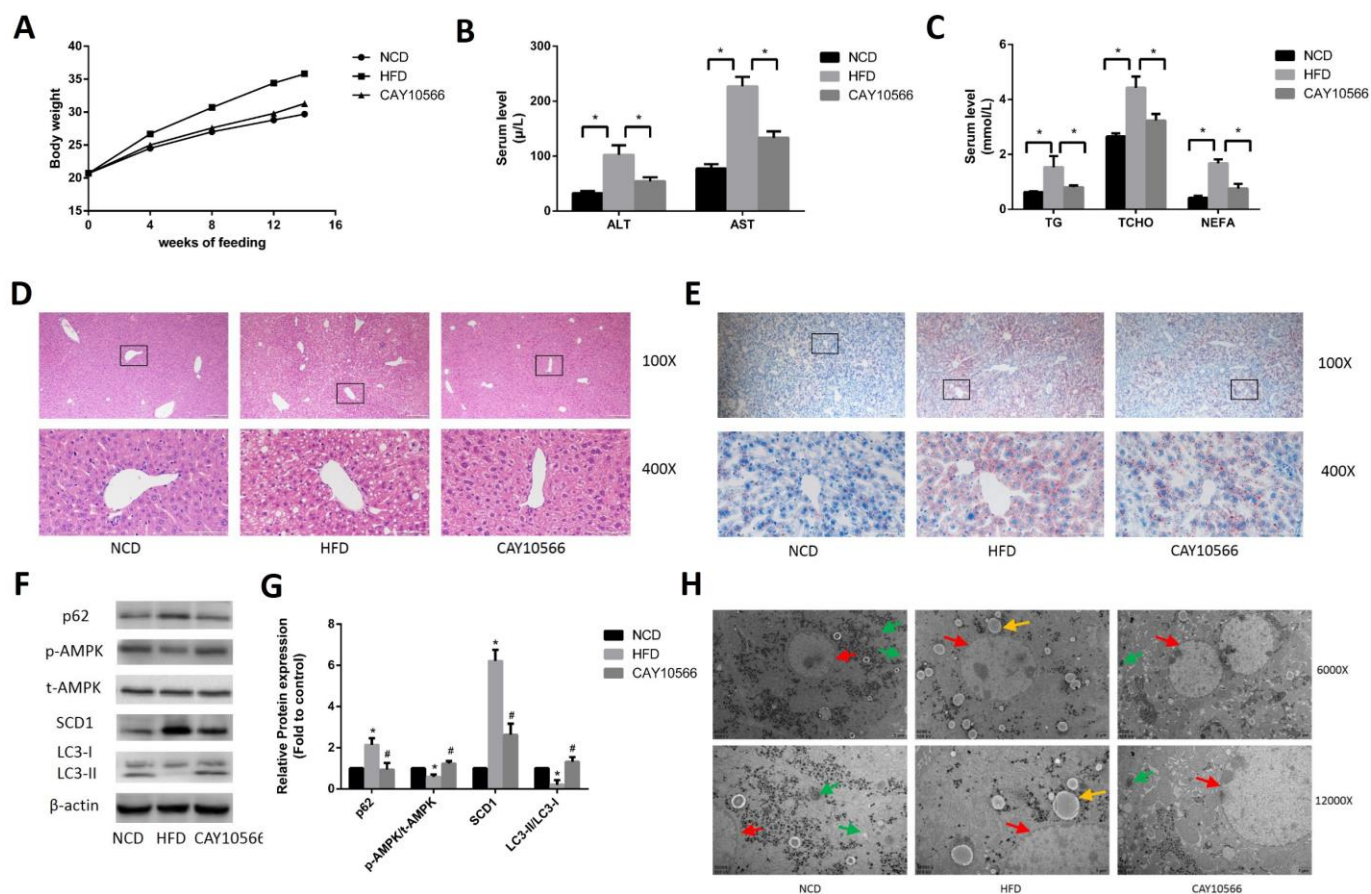 A
Body weight
40
35
30
25
20
15
0
4
8
12
16
weeks of feeding
NCD
HFD
CAY10566
B
Serum level
(μ/L)
300
200
100
0
*
*
*
*
ALT
AST
NCD
HFD
CAY10566
C
Serum level
(mmol/L)
6
4
2
0
*
*
*
*
*
*
TG
TCHO
NEFA
NCD
HFD
CAY10566
D
100X
400X
NCD
HFD
CAY10566
E
100X
400X
NCD
HFD
CAY10566
F
p62
p-AMPK
t-AMPK
SCD1
LC3-I
LC3-II
β-actin
NCD HFD CAY10566
G
Relative Protein expression
(Fold to control)
8
6
4
2
0
*
#
*
#
*
#
*
#
p62
p-AMPK/t-AMPK
SCD1
LC3-II/LC3-I
NCD
HFD
CAY10566
H
6000X
12000X
NCD
HFD
CAY10566